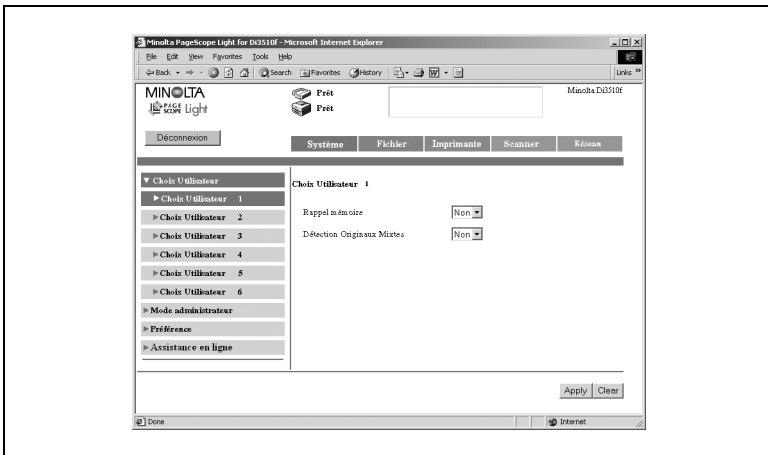 Minolta PageScope Light for Di3510f - Microsoft Internet Explorer
File Edit View Favorites Tools Help
Back Search Favorites History Links »
MINOLTA
PAGE SCOPE Light
Prêt
Prêt
Minolta Di3510f
Déconnexion
Système Fichier Imprimante Scanner Réseau
Choix Utilisateur
Choix Utilisateur 1
Choix Utilisateur 2
Choix Utilisateur 3
Choix Utilisateur 4
Choix Utilisateur 5
Choix Utilisateur 6
Mode administrateur
Préférence
Assistance en ligne
Choix Utilisateur 1
Rappel mémoire Non
Détection Originaux Mixtes Non
Apply Clear
Done Internet